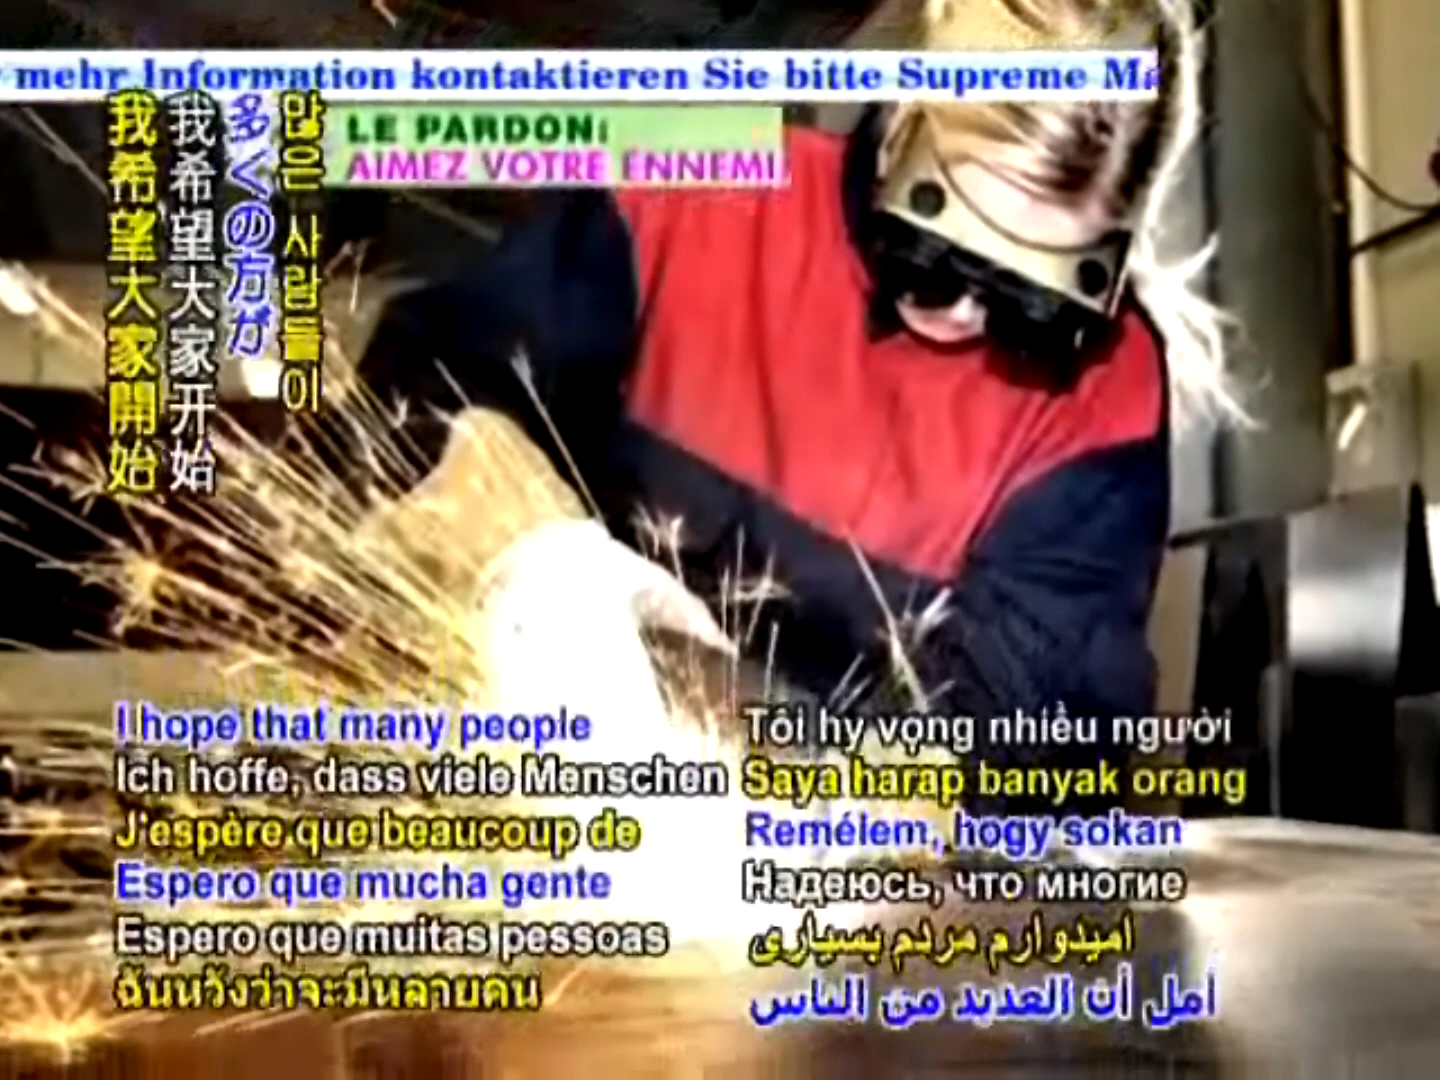 mehr Information kontaktieren Sie bitte Supreme
LE PARDON:
AIMEZ VOTRE ENNEMI
많은 사람들이
多くの方が
我希望大家开始
我希望大家開始
I hope that many people
Ich hoffe, dass viele Menschen
J'espère que beaucoup de
Espero que mucha gente
Espero que muitas pessoas
ฉันหวังว่าจะมีหลายคน
Tôi hy vọng nhiều người
Saya harap banyak orang
Remélem, hogy sokan
Надеюсь, что многие
امیدوارم مردم بسیاری
أمل أن العديد من الناس